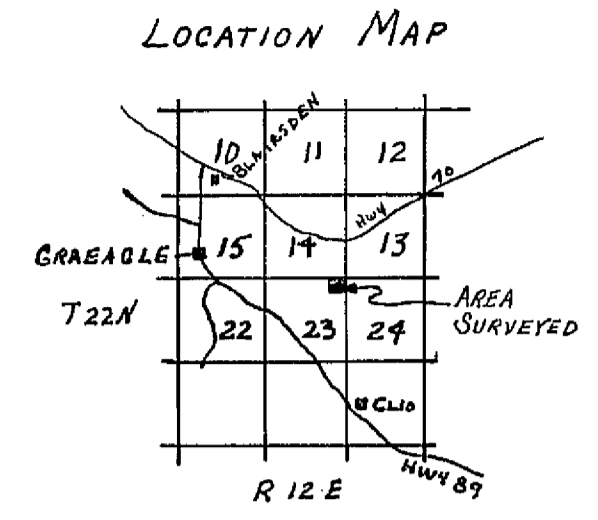 LOCATION MAP
10
BLAIRSDEN
11
12
HWY
70
GRAEAGLE
15
14
13
T22N
22
23
24
AREA
SURVEYED
CLIO
HWY 89
R 12 E